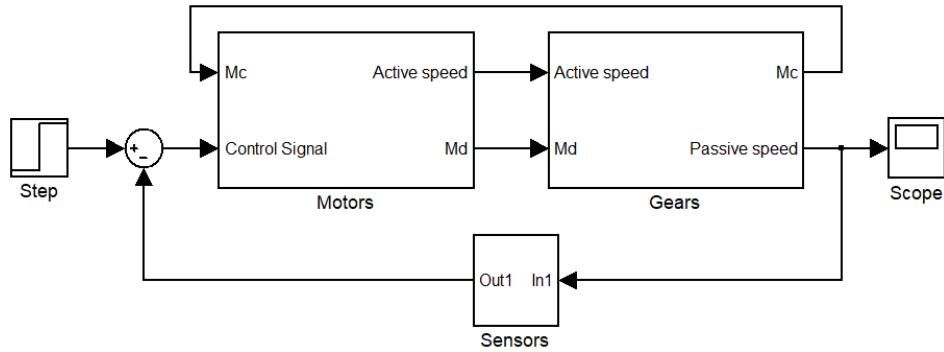 Mc
Active speed
Active speed
Mc
+
−
Control Signal
Md
Md
Passive speed
Step
Motors
Gears
Scope
Out1
In1
Sensors